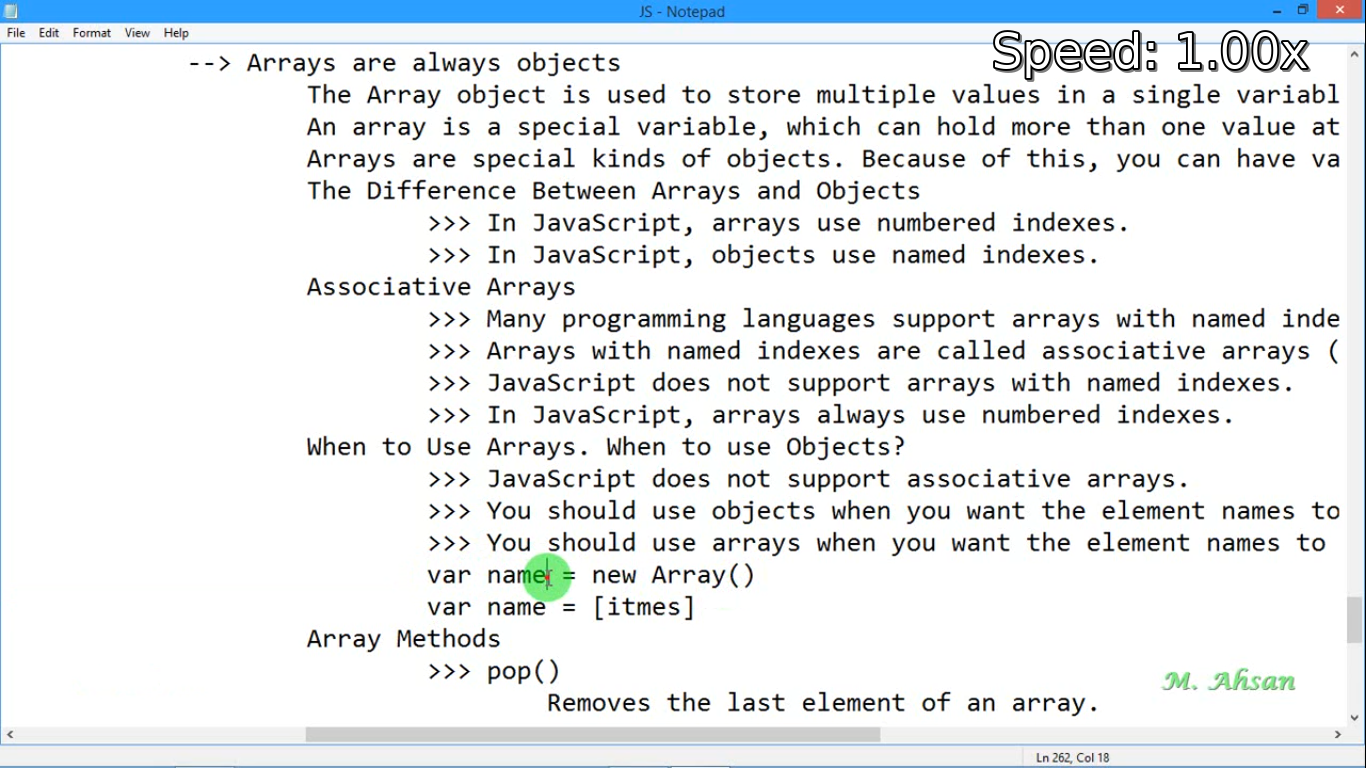 JS - Notepad
File Edit Format View Help
Speed: 1.00x
--> Arrays are always objects
The Array object is used to store multiple values in a single variabl
An array is a special variable, which can hold more than one value at
Arrays are special kinds of objects. Because of this, you can have va
The Difference Between Arrays and Objects
>>> In JavaScript, arrays use numbered indexes.
>>> In JavaScript, objects use named indexes.
Associative Arrays
>>> Many programming languages support arrays with named inde
>>> Arrays with named indexes are called associative arrays (
>>> JavaScript does not support arrays with named indexes.
>>> In JavaScript, arrays always use numbered indexes.
When to Use Arrays. When to use Objects?
>>> JavaScript does not support associative arrays.
>>> You should use objects when you want the element names to
>>> You should use arrays when you want the element names to
var name = new Array()
var name = [itmes]
Array Methods
>>> pop()
M. Ahsan
Removes the last element of an array.
Ln 262, Col 18